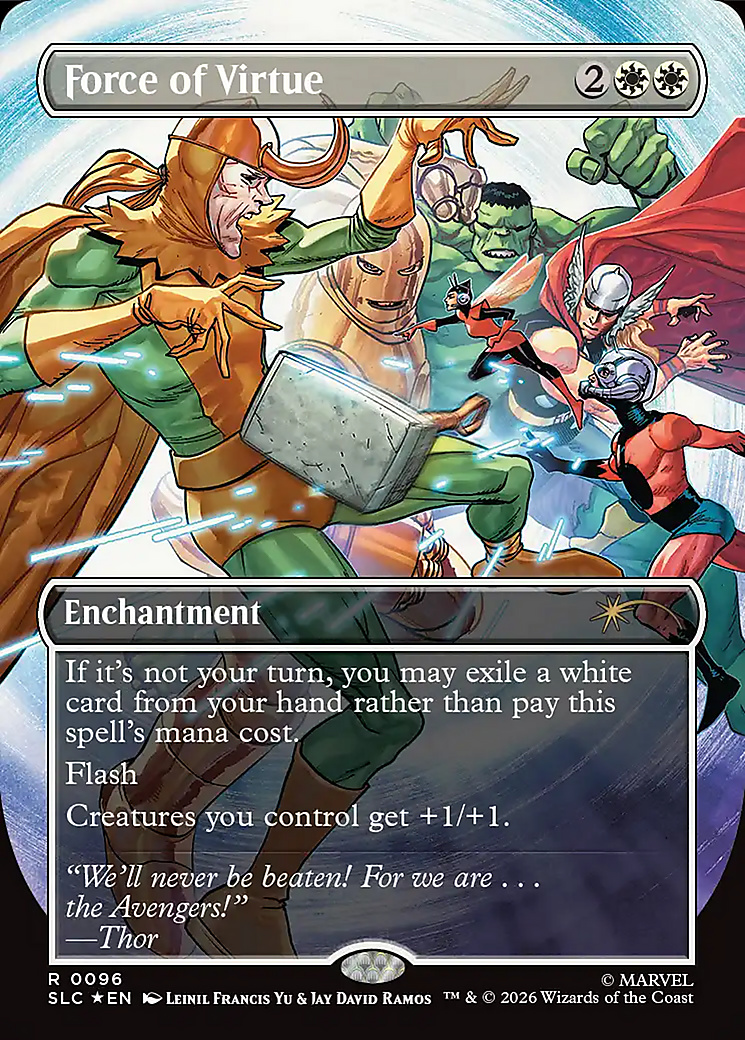 Force of Virtue 2
Enchantment
If it's not your turn, you may exile a white
card from your hand rather than pay this
spell's mana cost.
Flash
Creatures you control get +1/+1.
“We'll never be beaten! For we are . . .
the Avengers!”
—Thor
R 0096
© MARVEL
SLC ★ EN Leinil Francis Yu & Jay David Ramos ™ & © 2026 Wizards of the Coast